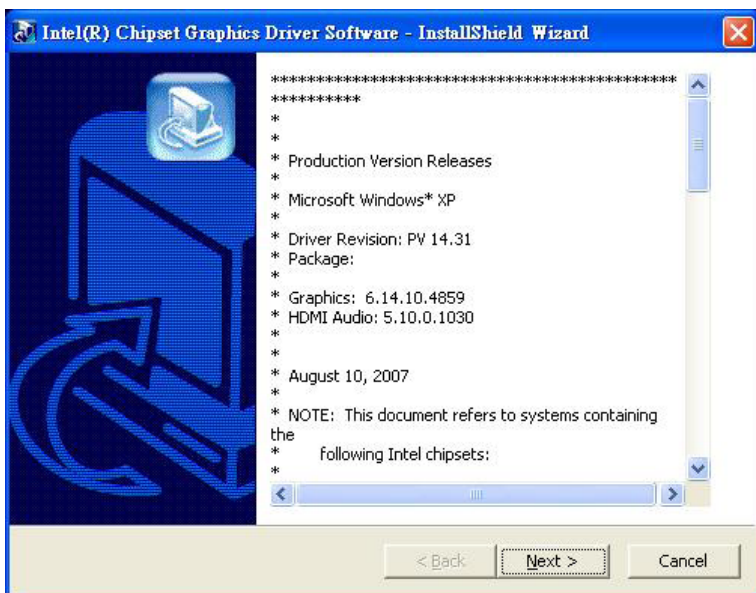 Intel(R) Chipset Graphics Driver Software - InstallShield Wizard
*********************************************
**********
*
*
* Production Version Releases
*
* Microsoft Windows* XP
*
* Driver Revision: PV 14.31
* Package:
*
* Graphics: 6.14.10.4859
* HDMI Audio: 5.10.0.1030
*
*
* August 10, 2007
*
* NOTE: This document refers to systems containing
the
* following Intel chipsets:
*
< Back
Next >
Cancel